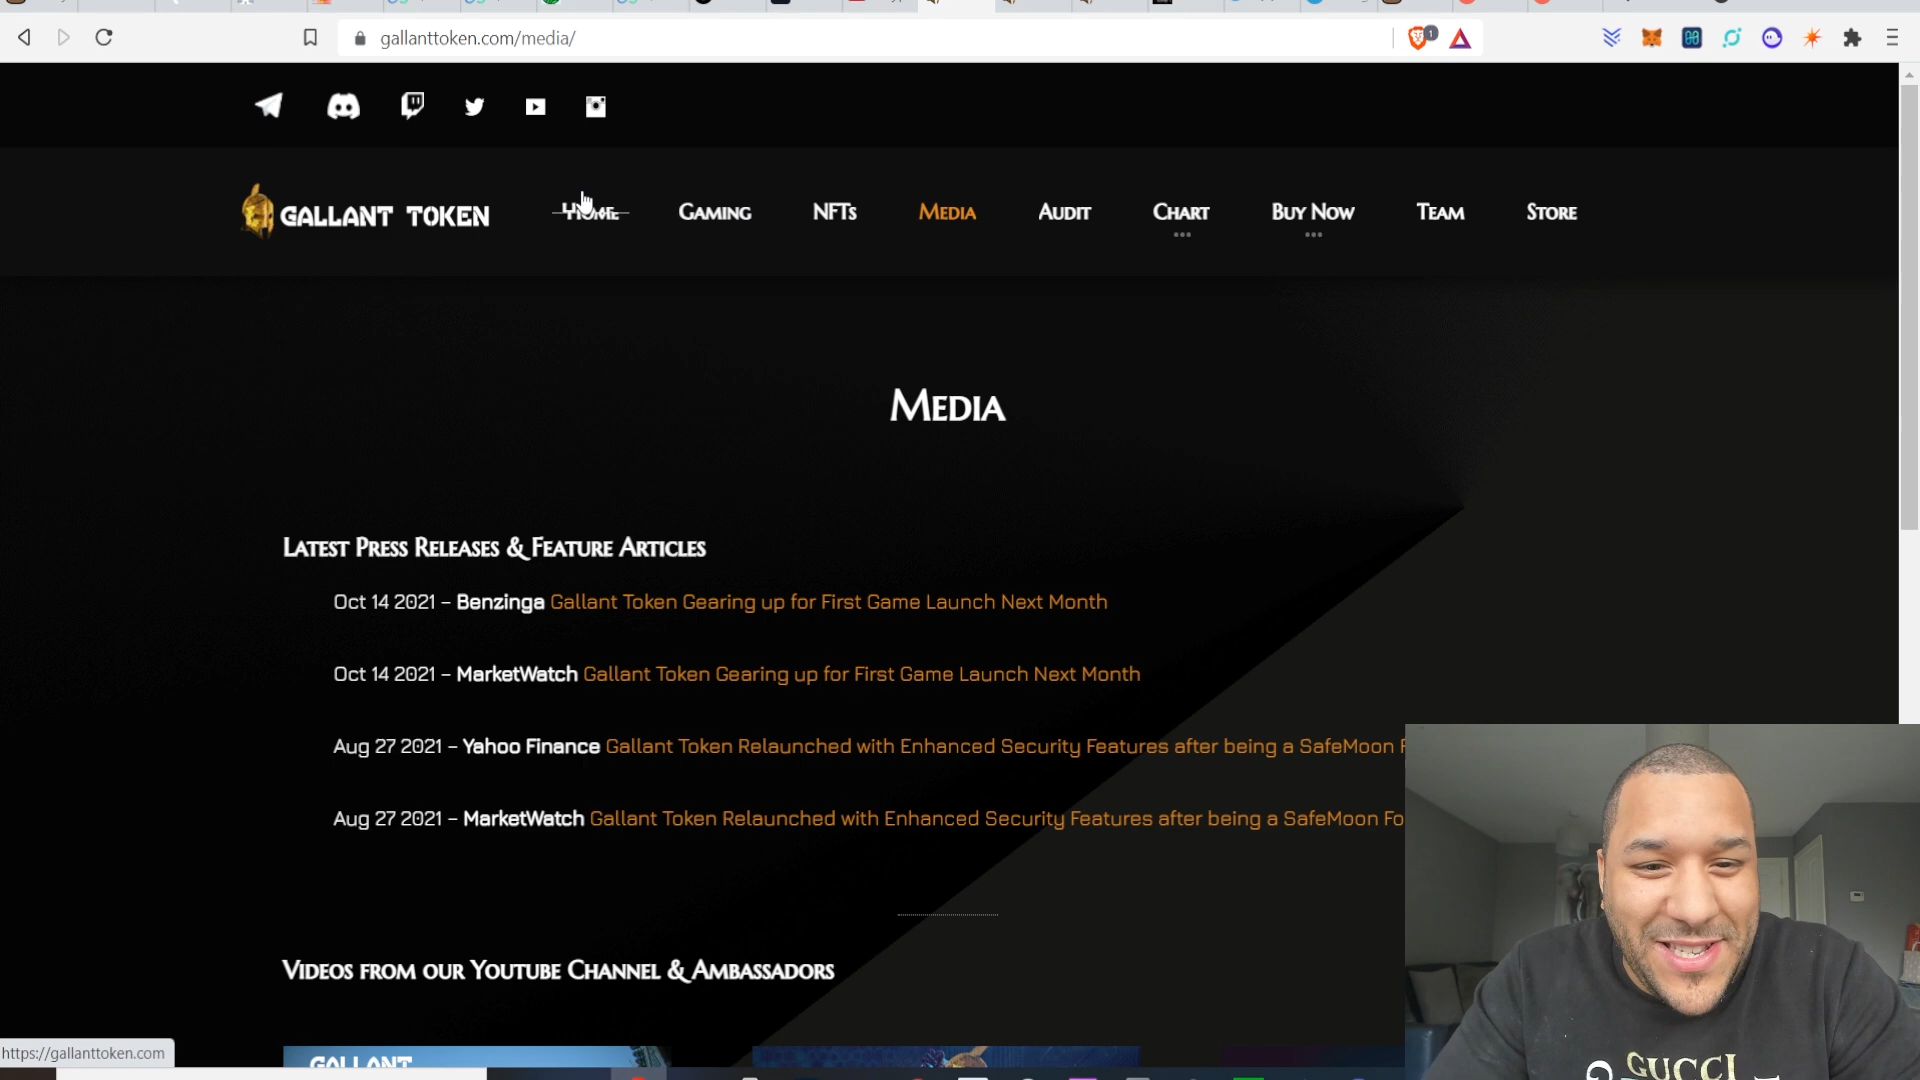 gallanttoken.com/media/
1
GALLANT TOKEN
Home
Gaming
NFTs
Media
Audit
Chart
Buy Now
Team
Store
Media
Latest Press Releases & Feature Articles
Oct 14 2021 – Benzinga Gallant Token Gearing up for First Game Launch Next Month
Oct 14 2021 – MarketWatch Gallant Token Gearing up for First Game Launch Next Month
Aug 27 2021 – Yahoo Finance Gallant Token Relaunched with Enhanced Security Features after being a SafeMoon
Aug 27 2021 – MarketWatch Gallant Token Relaunched with Enhanced Security Features after being a SafeMoon Fo
Videos from our Youtube Channel & Ambassadors
https://gallanttoken.com
GALLANT
GUCCI